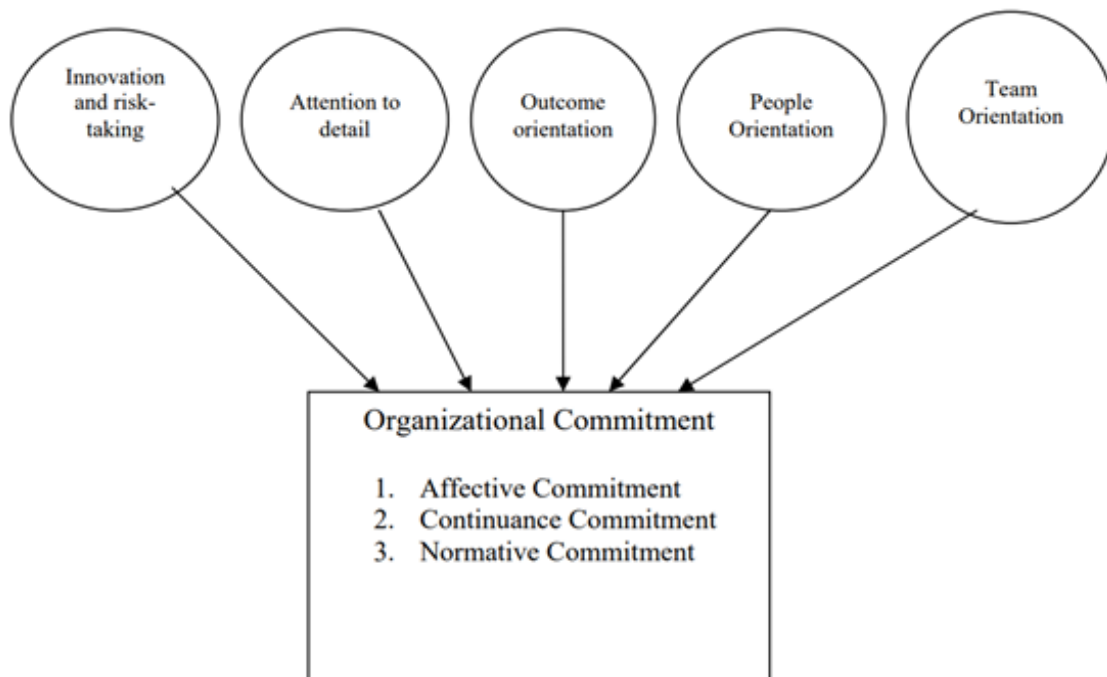 Innovation
and risk-
taking
Attention to
detail
Outcome
orientation
People
Orientation
Team
Orientation
Organizational Commitment
1. Affective Commitment
2. Continuance Commitment
3. Normative Commitment